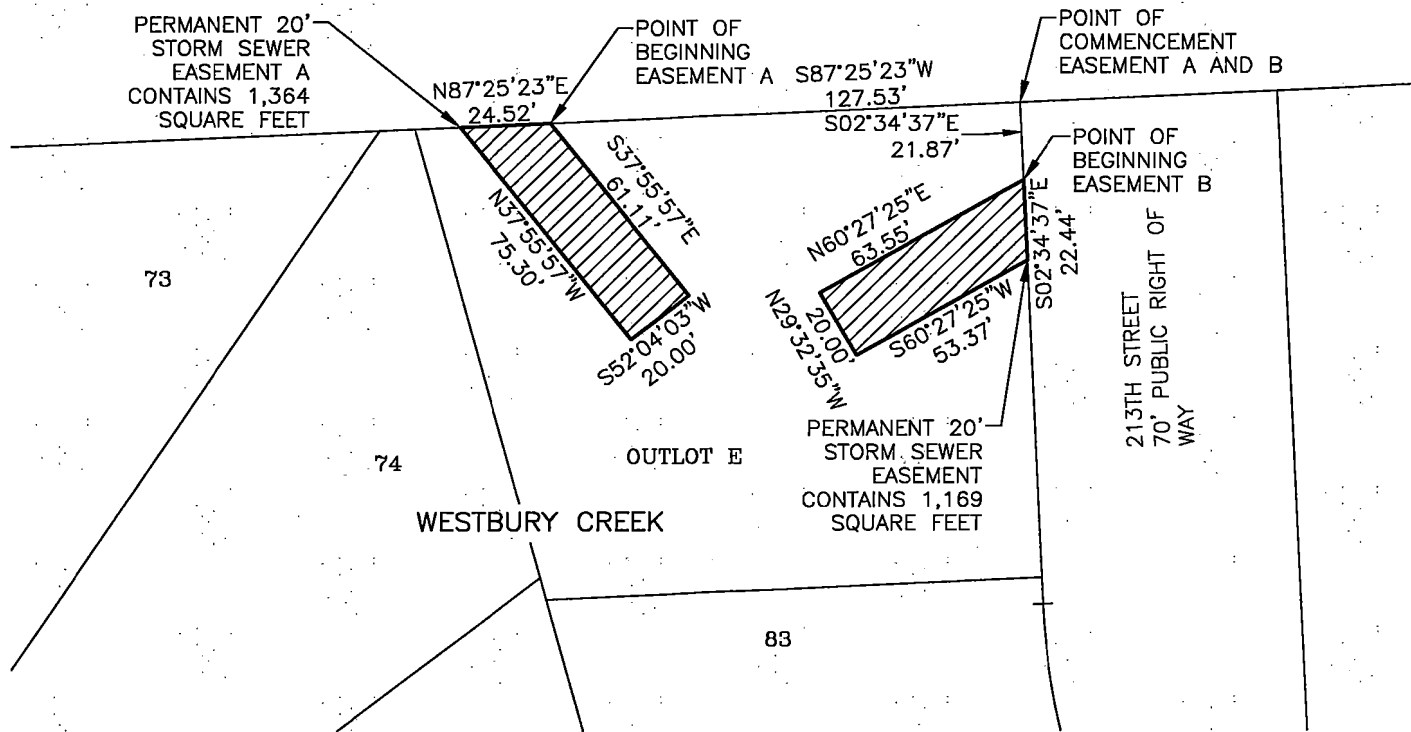 PERMANENT 20'
STORM SEWER
EASEMENT A
CONTAINS 1,364
SQUARE FEET
N87°25'23"E
24.52'
POINT OF
BEGINNING
EASEMENT A
S87°25'23"W
127.53'
S02°34'37"E
21.87'
POINT OF
COMMENCEMENT
EASEMENT A AND B
POINT OF
BEGINNING
EASEMENT B
S37°55'57"E
61.11'
N37°55'57"W
75.30'
S52°04'03"W
20.00'
N60°27'25"E
63.55'
N29°32'35"W
20.00'
S60°27'25"W
53.37'
S02°34'37"E
22.44'
213TH STREET
70' PUBLIC RIGHT OF
WAY
PERMANENT 20'
STORM SEWER
EASEMENT
CONTAINS 1,169
SQUARE FEET
73
74
OUTLOT E
WESTBURY CREEK
83